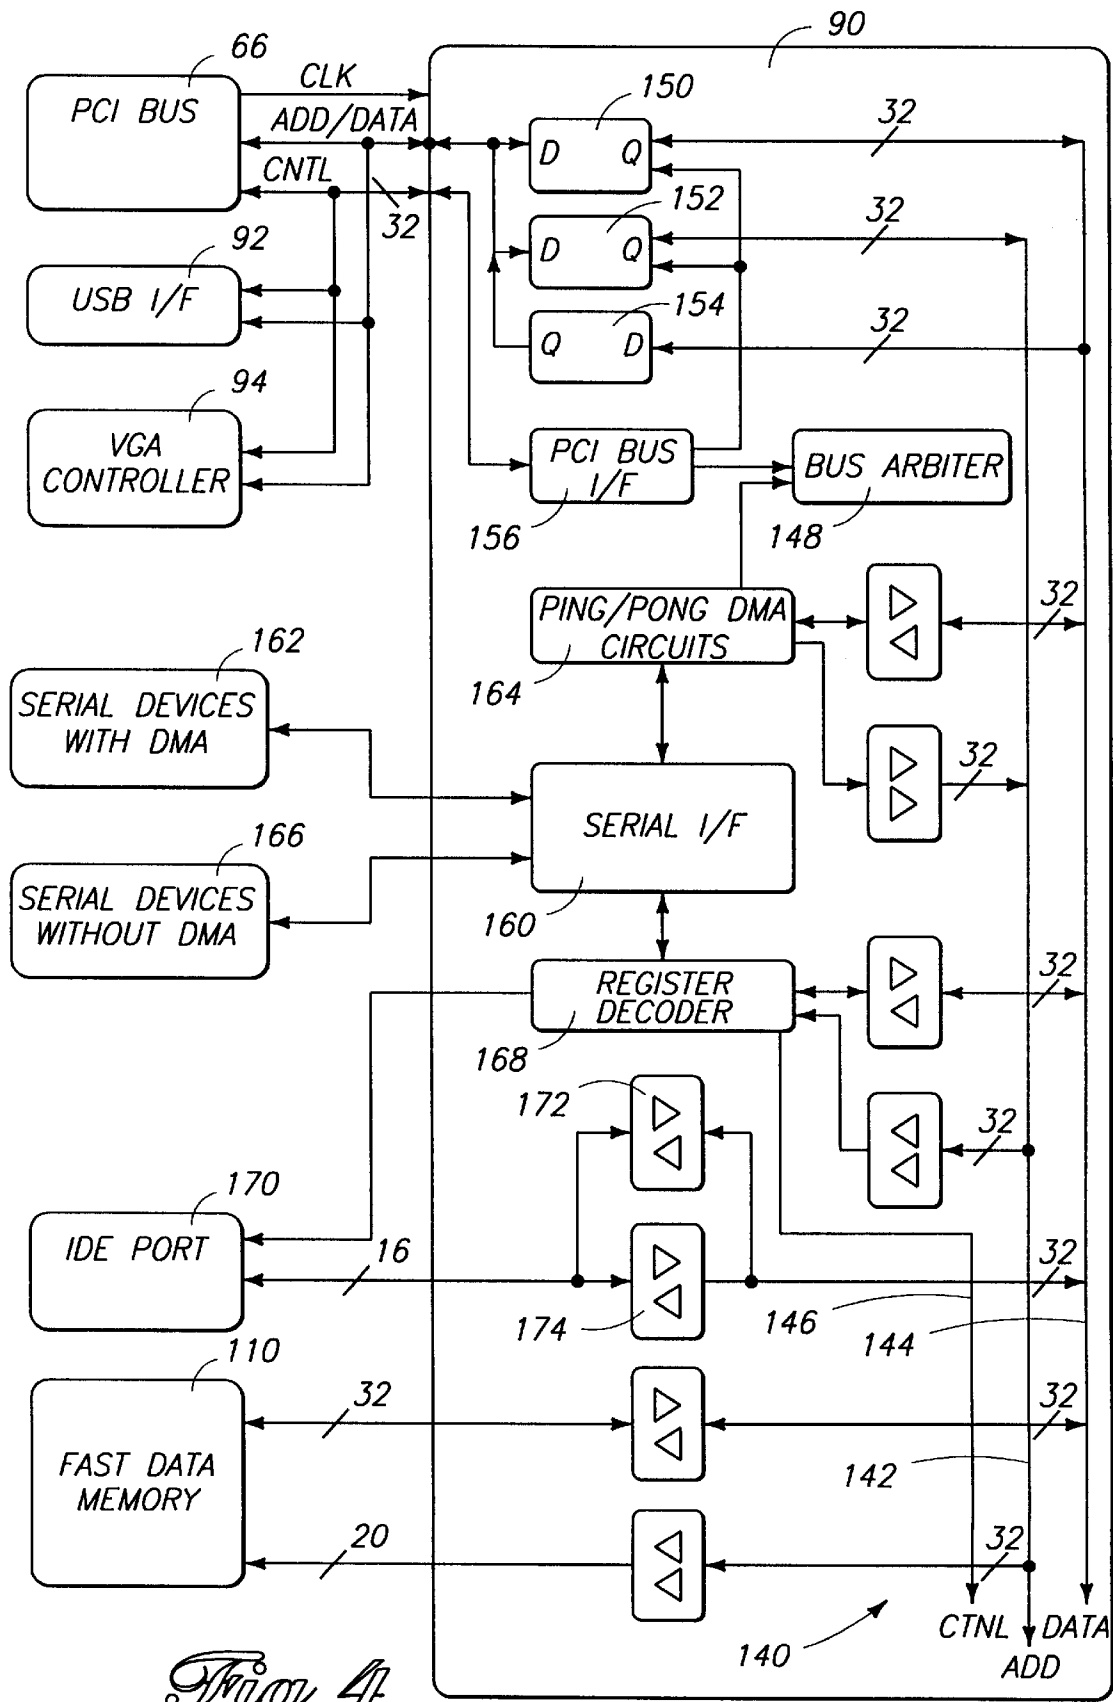 90
66
CLK
PCI BUS
ADD/DATA
CNTL
32
150
D Q
32
152
D Q
32
92
USB I/F
154
Q D
32
94
VGA
CONTROLLER
PCI BUS
I/F
156
BUS ARBITER
148
PING/PONG DMA
CIRCUITS
164
32
162
SERIAL DEVICES
WITH DMA
32
SERIAL I/F
160
166
SERIAL DEVICES
WITHOUT DMA
REGISTER
DECODER
168
32
172
32
170
IDE PORT
16
174
32
146
144
110
FAST DATA
MEMORY
32
32
142
20
32
140
CTNL
DATA
ADD
Fig 4